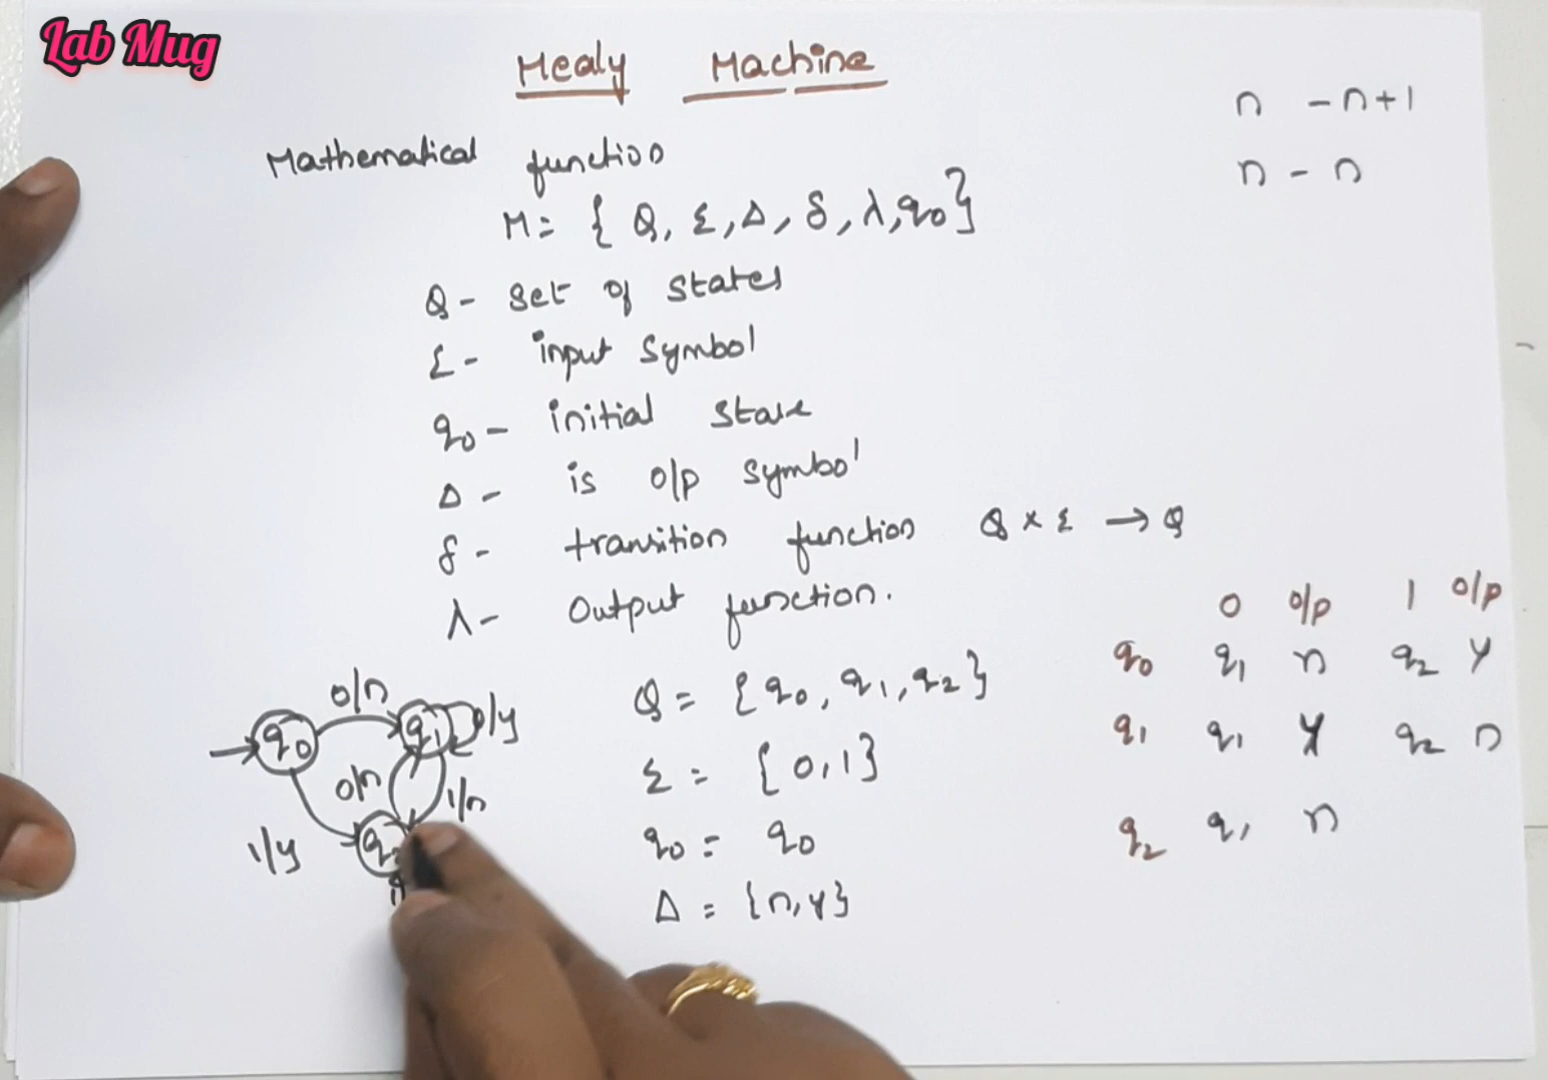 Lab Mug
Mealy Machine
n - n+1
n - n
Mathematical function
M = { Q, Σ, Δ, δ, λ, q0 }
Q - set of states
Σ - input symbol
q0 - initial state
Δ - is o/p symbol
δ - transition function Q × Σ → Q
λ - Output function.
0 o/p 1 o/p
q0 q1 n q2 y
q1 q1 y q2 n
q2 q1 n
0/n
q0 q1 0/y
0/n 1/n
1/y q2
Q = {q0, q1, q2}
Σ = {0,1}
q0 = q0
Δ = {n,y}